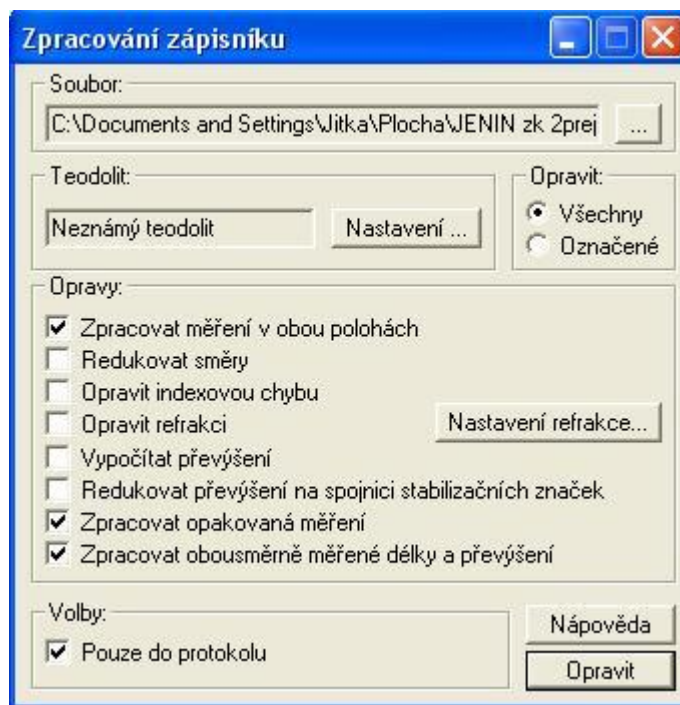 Zpracování zápisníku
Soubor:
C:\Documents and Settings\Jitka\Plocha\JENIN zk 2prej
...
Teodolit:
Neznámý teodolit
Nastavení ...
Opravit:
Všechny
Označené
Opravy:
Zpracovat měření v obou polohách
Redukovat směry
Opravit indexovou chybu
Opravit refrakci
Nastavení refrakce...
Vypočítat převýšení
Redukovat převýšení na spojnici stabilizačních značek
Zpracovat opakovaná měření
Zpracovat obousměrně měřené délky a převýšení
Volby:
Pouze do protokolu
Nápověda
Opravit